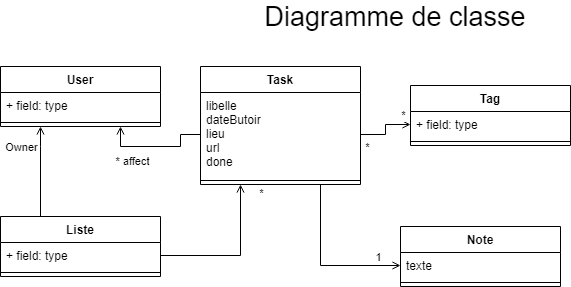 Diagramme de classe
User
+ field: type
Task
libelle
dateButoir
lieu
url
done
Tag
+ field: type
*
*
Owner
* affect
*
Liste
+ field: type
1
Note
texte